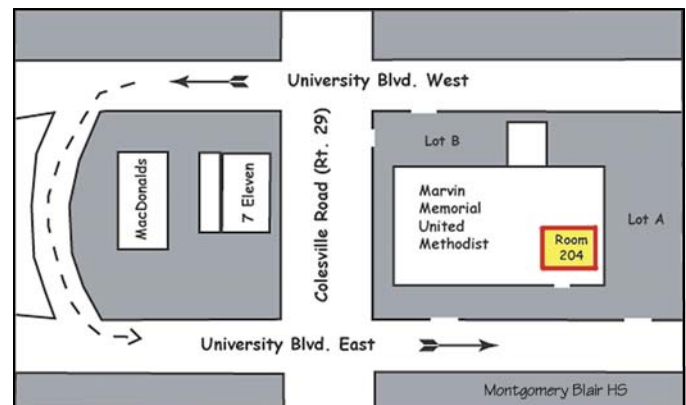 University Blvd. West
Lot B
MacDonalds
7 Eleven
Colesville Road (Rt. 29)
Marvin
Memorial
United
Methodist
Room
204
Lot A
University Blvd. East
Montgomery Blair HS